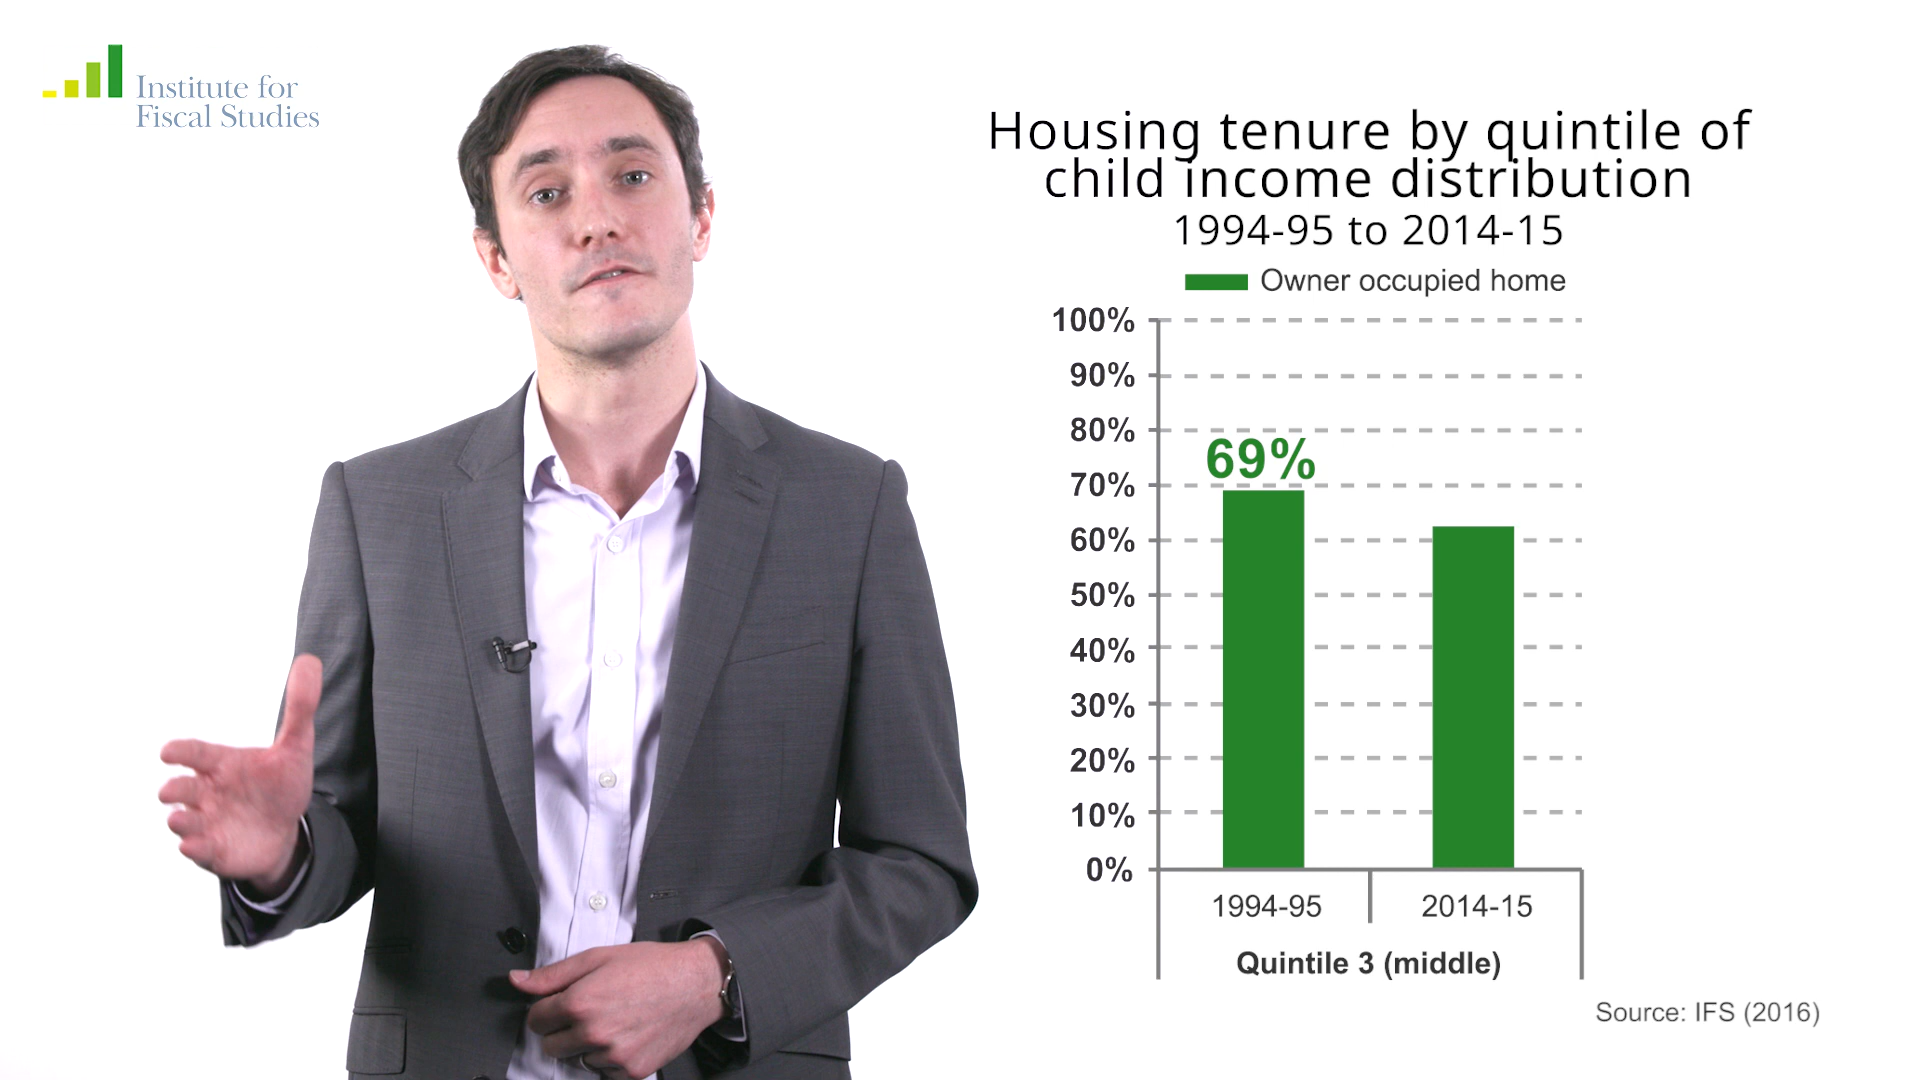 Institute for
Fiscal Studies
Housing tenure by quintile of
child income distribution
1994-95 to 2014-15
Owner occupied home
100%
90%
80%
69%
70%
60%
50%
40%
30%
20%
10%
0%
1994-95 2014-15
Quintile 3 (middle)
Source: IFS (2016)